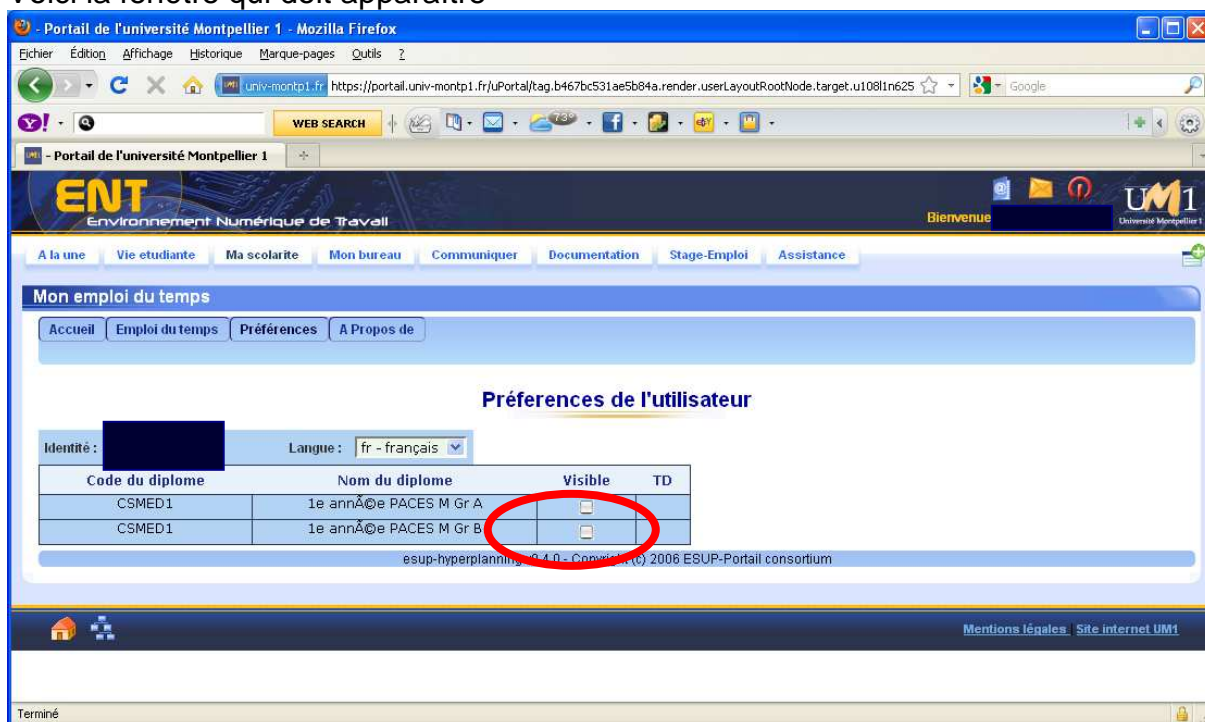 Voici la fenêtre qui doit apparaître
- Portail de l'université Montpellier 1 - Mozilla Firefox
Fichier Édition Affichage Historique Marque-pages Outils ?
univ-montp1.fr https://portail.univ-montp1.fr/uPortal/tag.b467bc531ae5b84a.render.userLayoutRootNode.target.u108l1n625 Google
Y! WEB SEARCH 73°
- Portail de l'université Montpellier 1
ENT
Environnement Numérique de Travail
Bienvenue
UM1
Université Montpellier 1
A la une Vie etudiante Ma scolarite Mon bureau Communiquer Documentation Stage-Emploi Assistance
Mon emploi du temps
Accueil Emploi du temps Préférences A Propos de
Préferences de l'utilisateur
Identité : Langue : fr - français
Code du diplome Nom du diplome Visible TD
CSMED1 1e annÃ©e PACES M Gr A
CSMED1 1e annÃ©e PACES M Gr B
esup-hyperplanning v0.4.0 - Copyright (c) 2006 ESUP-Portail consortium
Mentions légales Site internet UM1
Terminé